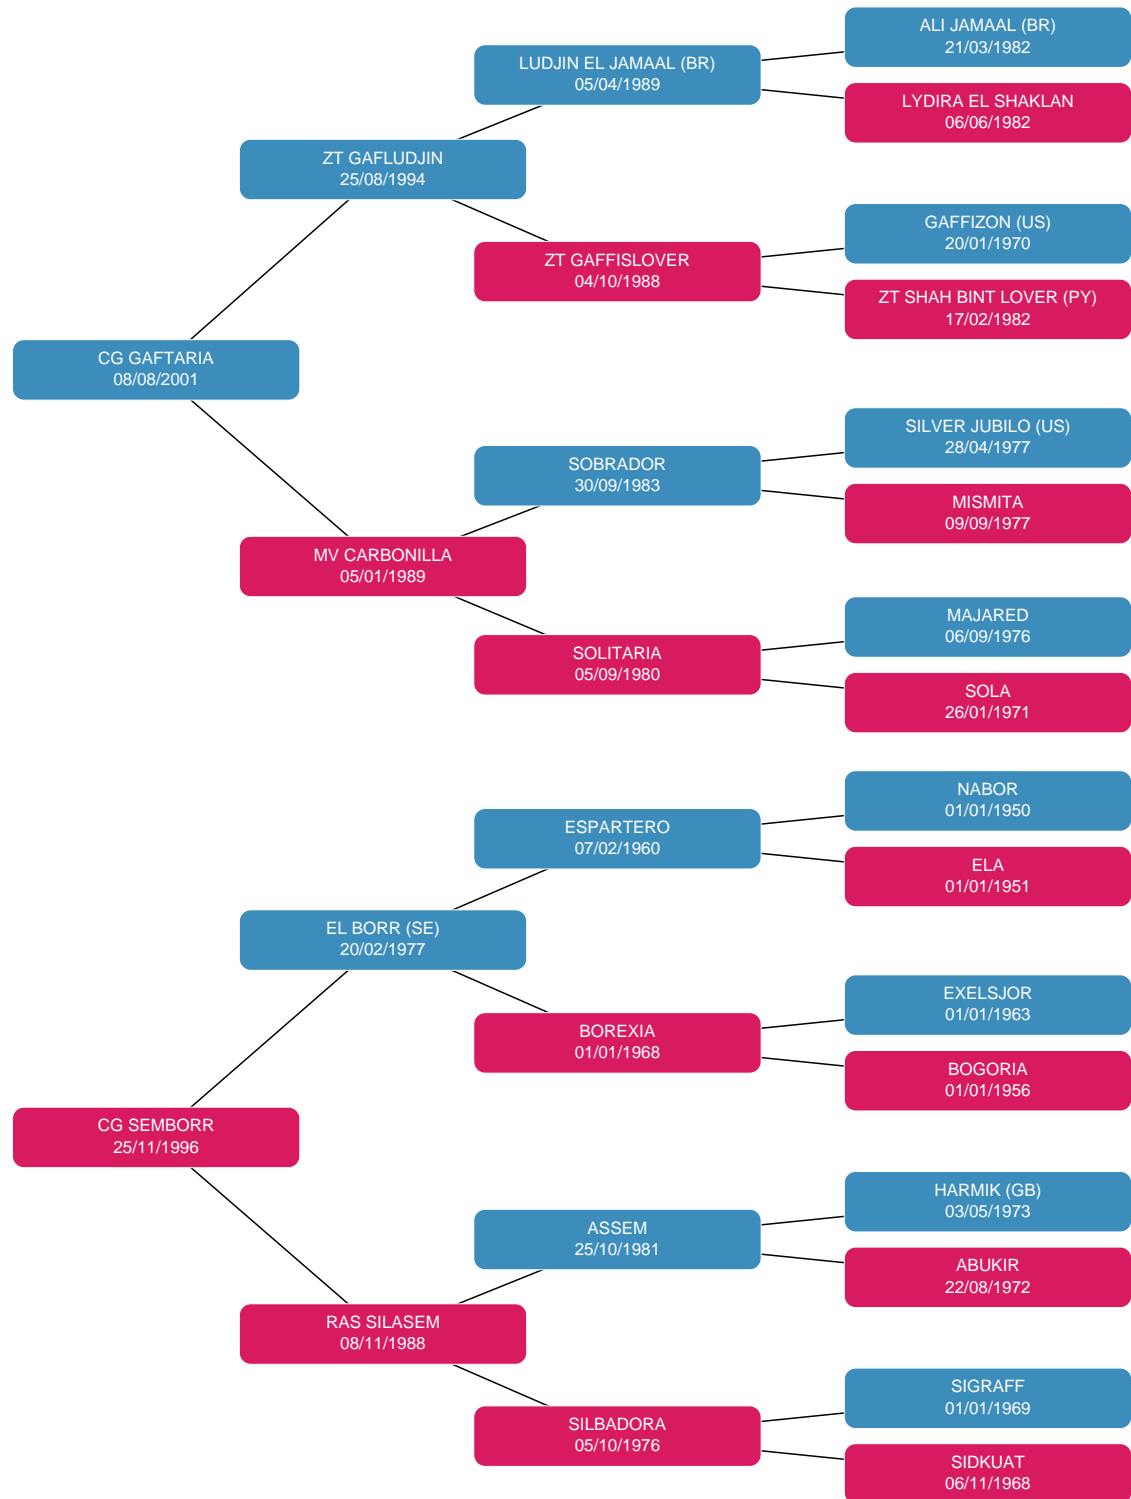 ALI JAMAAL (BR)
21/03/1982
LUDJIN EL JAMAAL (BR)
05/04/1989
LYDIRA EL SHAKLAN
06/06/1982
ZT GAFLUDJIN
25/08/1994
GAFFIZON (US)
20/01/1970
ZT GAFFISLOVER
04/10/1988
ZT SHAH BINT LOVER (PY)
17/02/1982
CG GAFTARIA
08/08/2001
SILVER JUBILO (US)
28/04/1977
SOBRADOR
30/09/1983
MISMITA
09/09/1977
MV CARBONILLA
05/01/1989
MAJARED
06/09/1976
SOLITARIA
05/09/1980
SOLA
26/01/1971
NABOR
01/01/1950
ESPARTERO
07/02/1960
ELA
01/01/1951
EL BORR (SE)
20/02/1977
EXELSJOR
01/01/1963
BOREXIA
01/01/1968
BOGORIA
01/01/1956
CG SEMBORR
25/11/1996
HARMIK (GB)
03/05/1973
ASSEM
25/10/1981
ABUKIR
22/08/1972
RAS SILASEM
08/11/1988
SIGRAFF
01/01/1969
SILBADORA
05/10/1976
SIDKUAT
06/11/1968